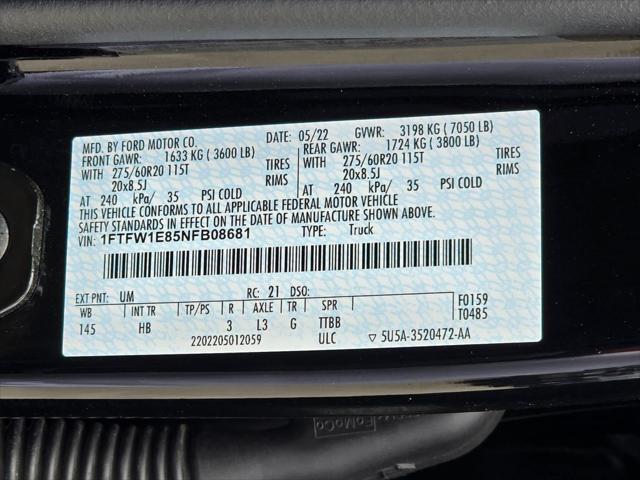 MFD. BY FORD MOTOR CO.
DATE: 05/22 GVWR: 3198 KG ( 7050 LB)
FRONT GAWR: 1633 KG ( 3600 LB)
REAR GAWR: 1724 KG ( 3800 LB)
WITH 275/60R20 115T TIRES
WITH 275/60R20 115T TIRES
20x8.5J RIMS
20x8.5J RIMS
AT 240 kPa/ 35 PSI COLD
AT 240 kPa/ 35 PSI COLD
THIS VEHICLE CONFORMS TO ALL APPLICABLE FEDERAL MOTOR VEHICLE
SAFETY STANDARDS IN EFFECT ON THE DATE OF MANUFACTURE SHOWN ABOVE.
VIN: 1FTFW1E85NFB08681 TYPE: Truck
EXT PNT: UM RC: 21 DSO:
WB INT TR TP/PS R AXLE TR SPR F0159
145 HB 3 L3 G TTBB T0485
2202205012059 ULC 5U5A-3520472-AA
FoMoCo